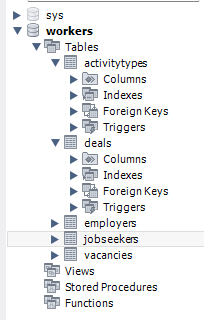 sys
workers
Tables
activitytypes
Columns
Indexes
Foreign Keys
Triggers
deals
Columns
Indexes
Foreign Keys
Triggers
employers
jobseekers
vacancies
Views
Stored Procedures
Functions